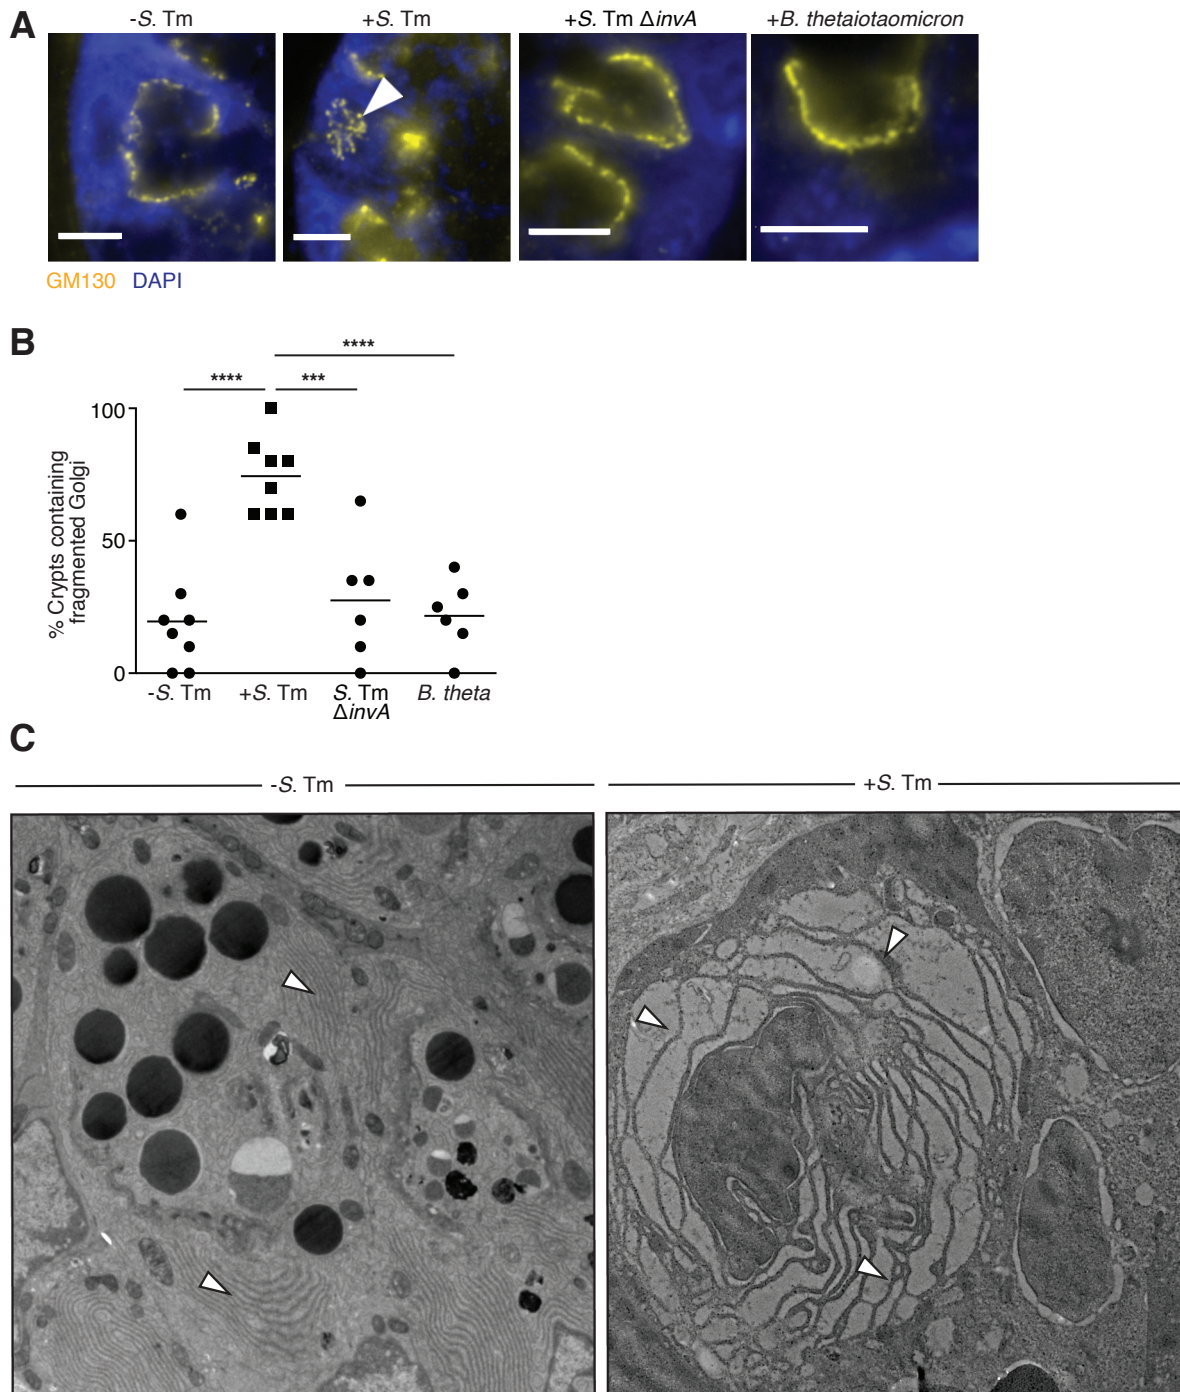 A
-S. Tm
+S. Tm
+S. Tm ΔinvA
+B. thetaiotaomicron
GM130 DAPI
B
****
**** ***
% Crypts containing
fragmented Golgi
100
50
0
-S. Tm
+S. Tm
S. Tm
ΔinvA
B. theta
C
-S. Tm
+S. Tm